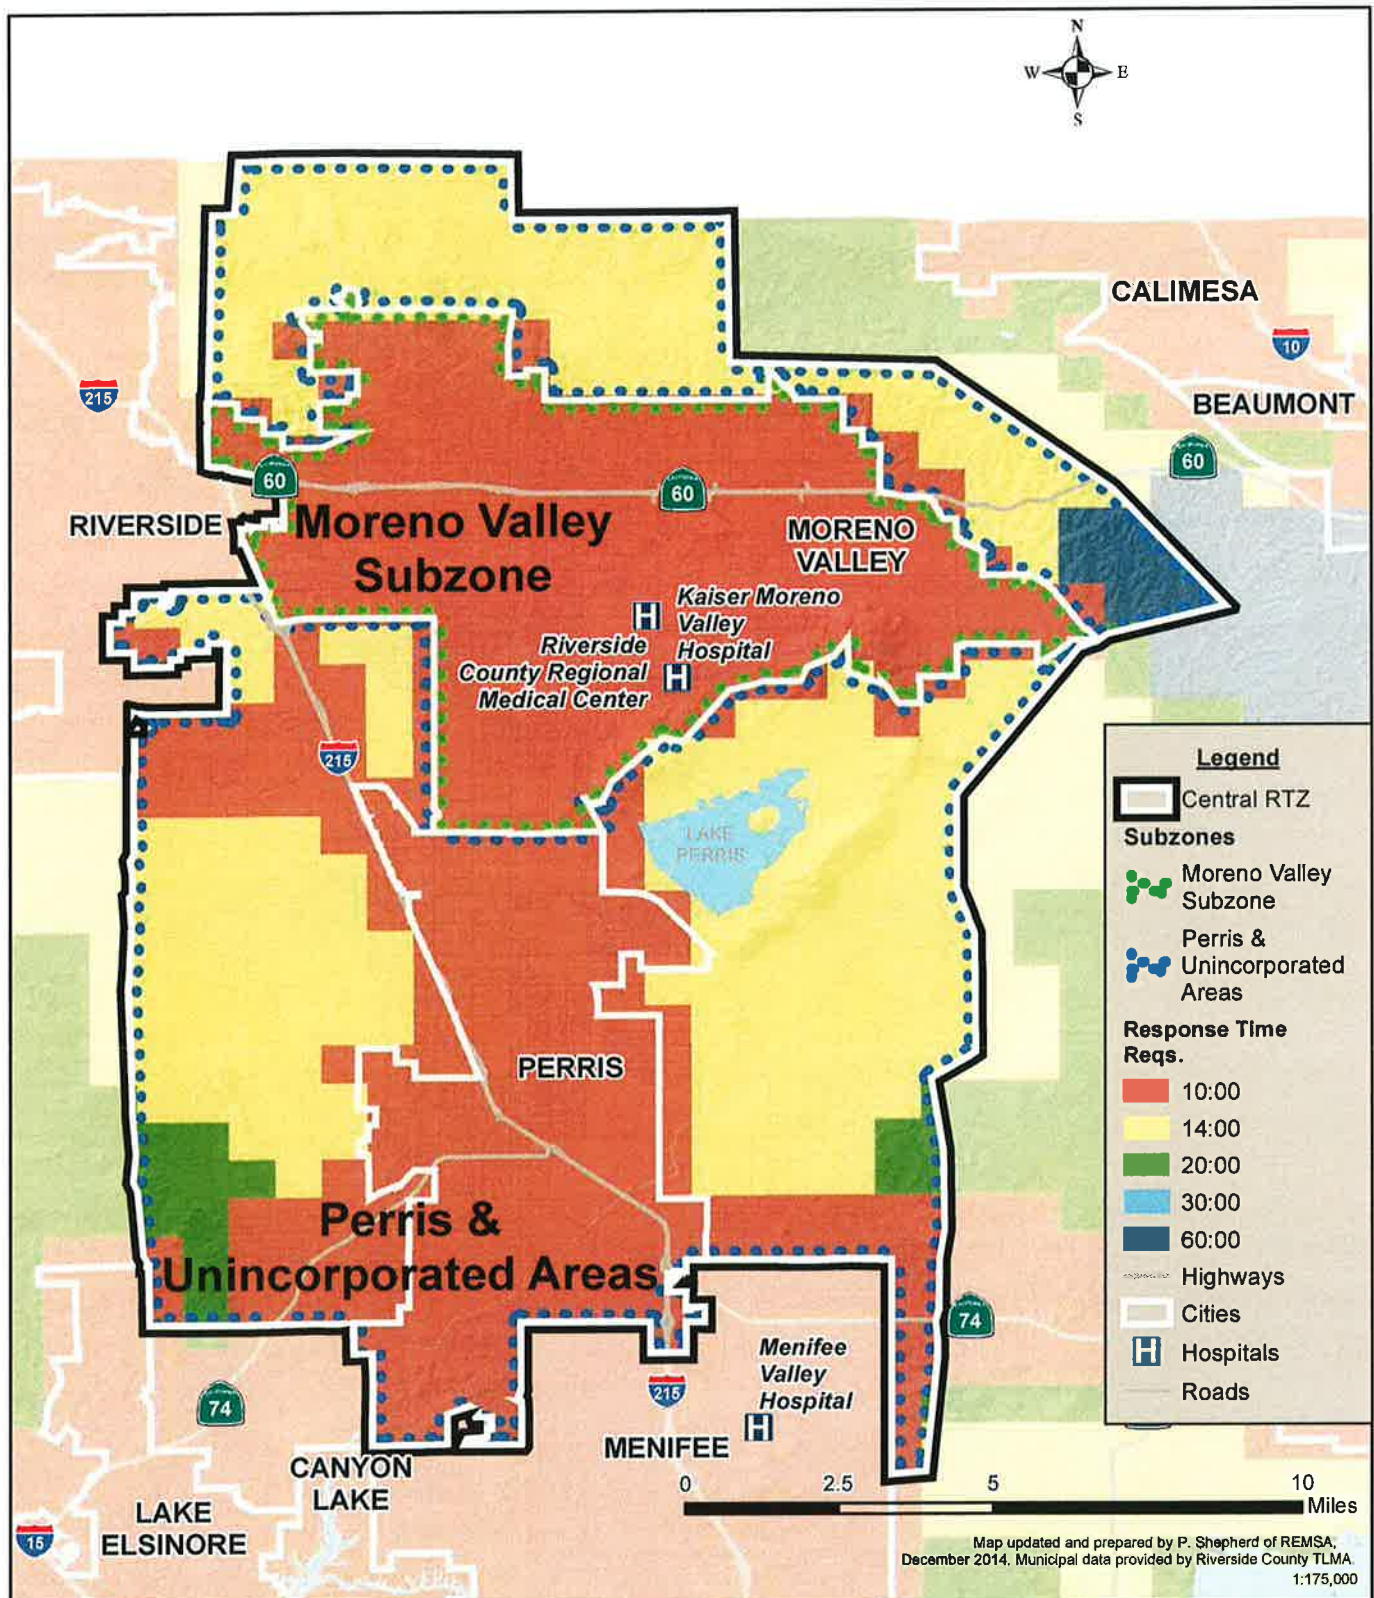 N
W
E
S
CALIMESA
10
215
BEAUMONT
60
60
60
RIVERSIDE
Moreno Valley
Subzone
MORENO
VALLEY
Kaiser Moreno
Valley
Hospital
H
Riverside
County Regional
Medical Center
H
215
LAKE
PERRIS
PERRIS
Perris &
Unincorporated Areas
74
74
215
Menifee
Valley
Hospital
H
MENIFEE
CANYON
LAKE
LAKE
ELSINORE
15
Legend
Central RTZ
Subzones
Moreno Valley
Subzone
Perris &
Unincorporated
Areas
Response Time
Reqs.
10:00
14:00
20:00
30:00
60:00
Highways
Cities
H
Hospitals
Roads
0 2.5 5 10
Miles
Map updated and prepared by P. Shepherd of REMSA,
December 2014. Municipal data provided by Riverside County TLMA.
1:175,000